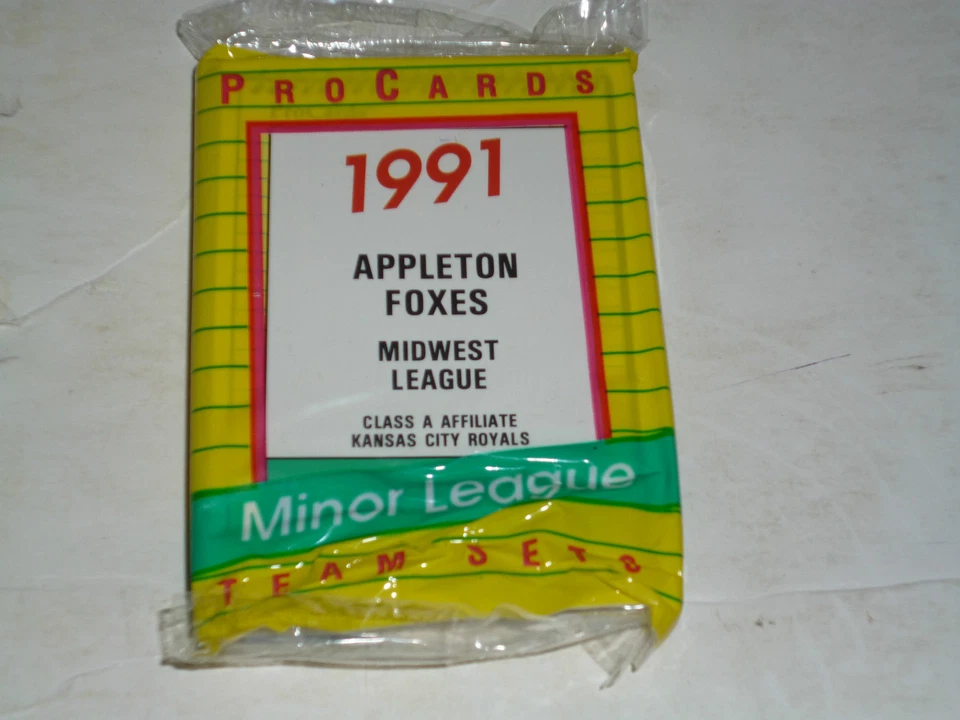 PROCARDS
1991
APPLETON
FOXES
MIDWEST
LEAGUE
CLASS A AFFILIATE
KANSAS CITY ROYALS
Minor League
TEAM SETS